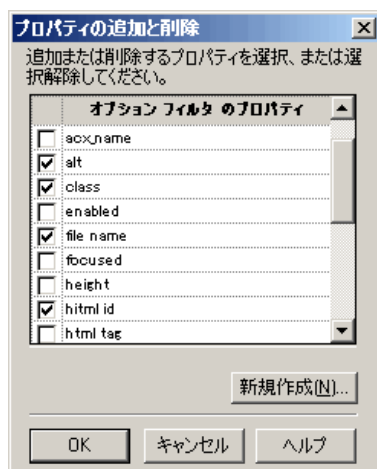 プロパティの追加と削除
追加または削除するプロパティを選択、または選
択解除してください。
オプション フィルタ のプロパティ
acx_name
alt
class
enabled
file name
focused
height
hitml id
html tag
新規作成(N)...
OK キャンセル ヘルプ